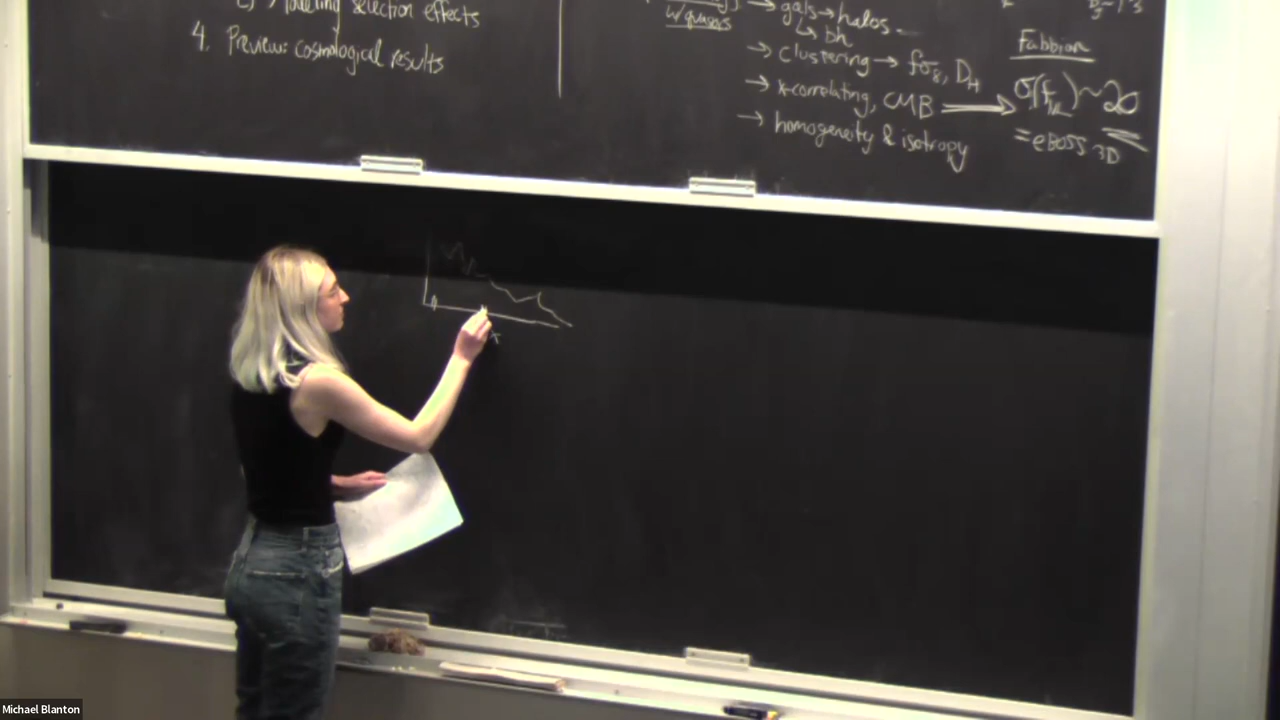 modeling selection effects
4. Preview: cosmological results
w/quasars → gals → halos
↳ bh
→ clustering → fσ8, DH
→ x-correlating, CMB ⟹ σ(fNL) ~ 20
→ homogeneity & isotropy
Fabbian
= eBOSS 3D
x
Michael Blanton